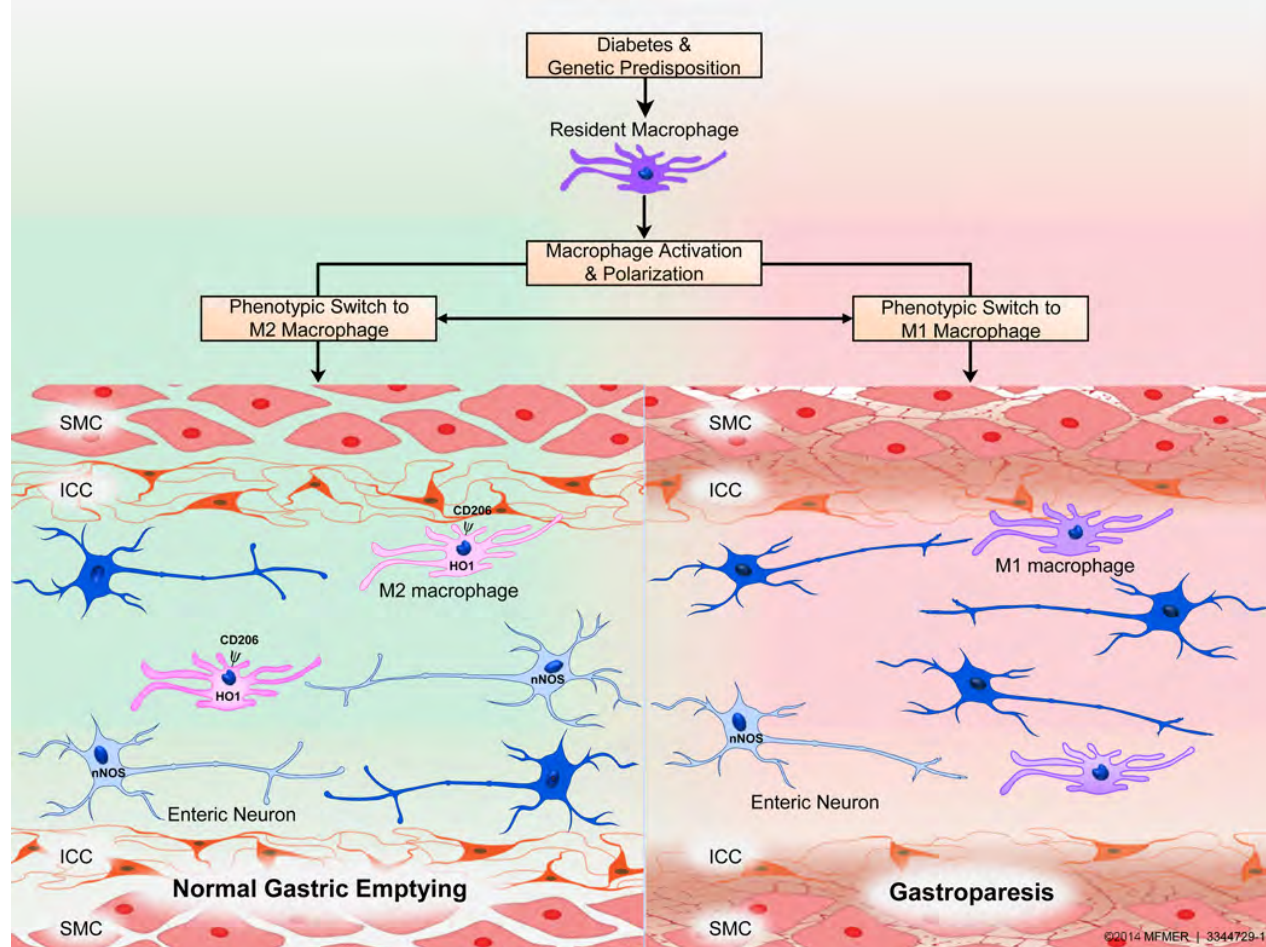 Diabetes &
Genetic Predisposition
Resident Macrophage
Macrophage Activation
& Polarization
Phenotypic Switch to
M2 Macrophage
Phenotypic Switch to
M1 Macrophage
SMC
SMC
ICC
ICC
CD206
HO1
M2 macrophage
M1 macrophage
CD206
HO1
nNOS
nNOS
nNOS
Enteric Neuron
Enteric Neuron
ICC
ICC
Normal Gastric Emptying
Gastroparesis
SMC
SMC
©2014 MFMER | 3344729-1